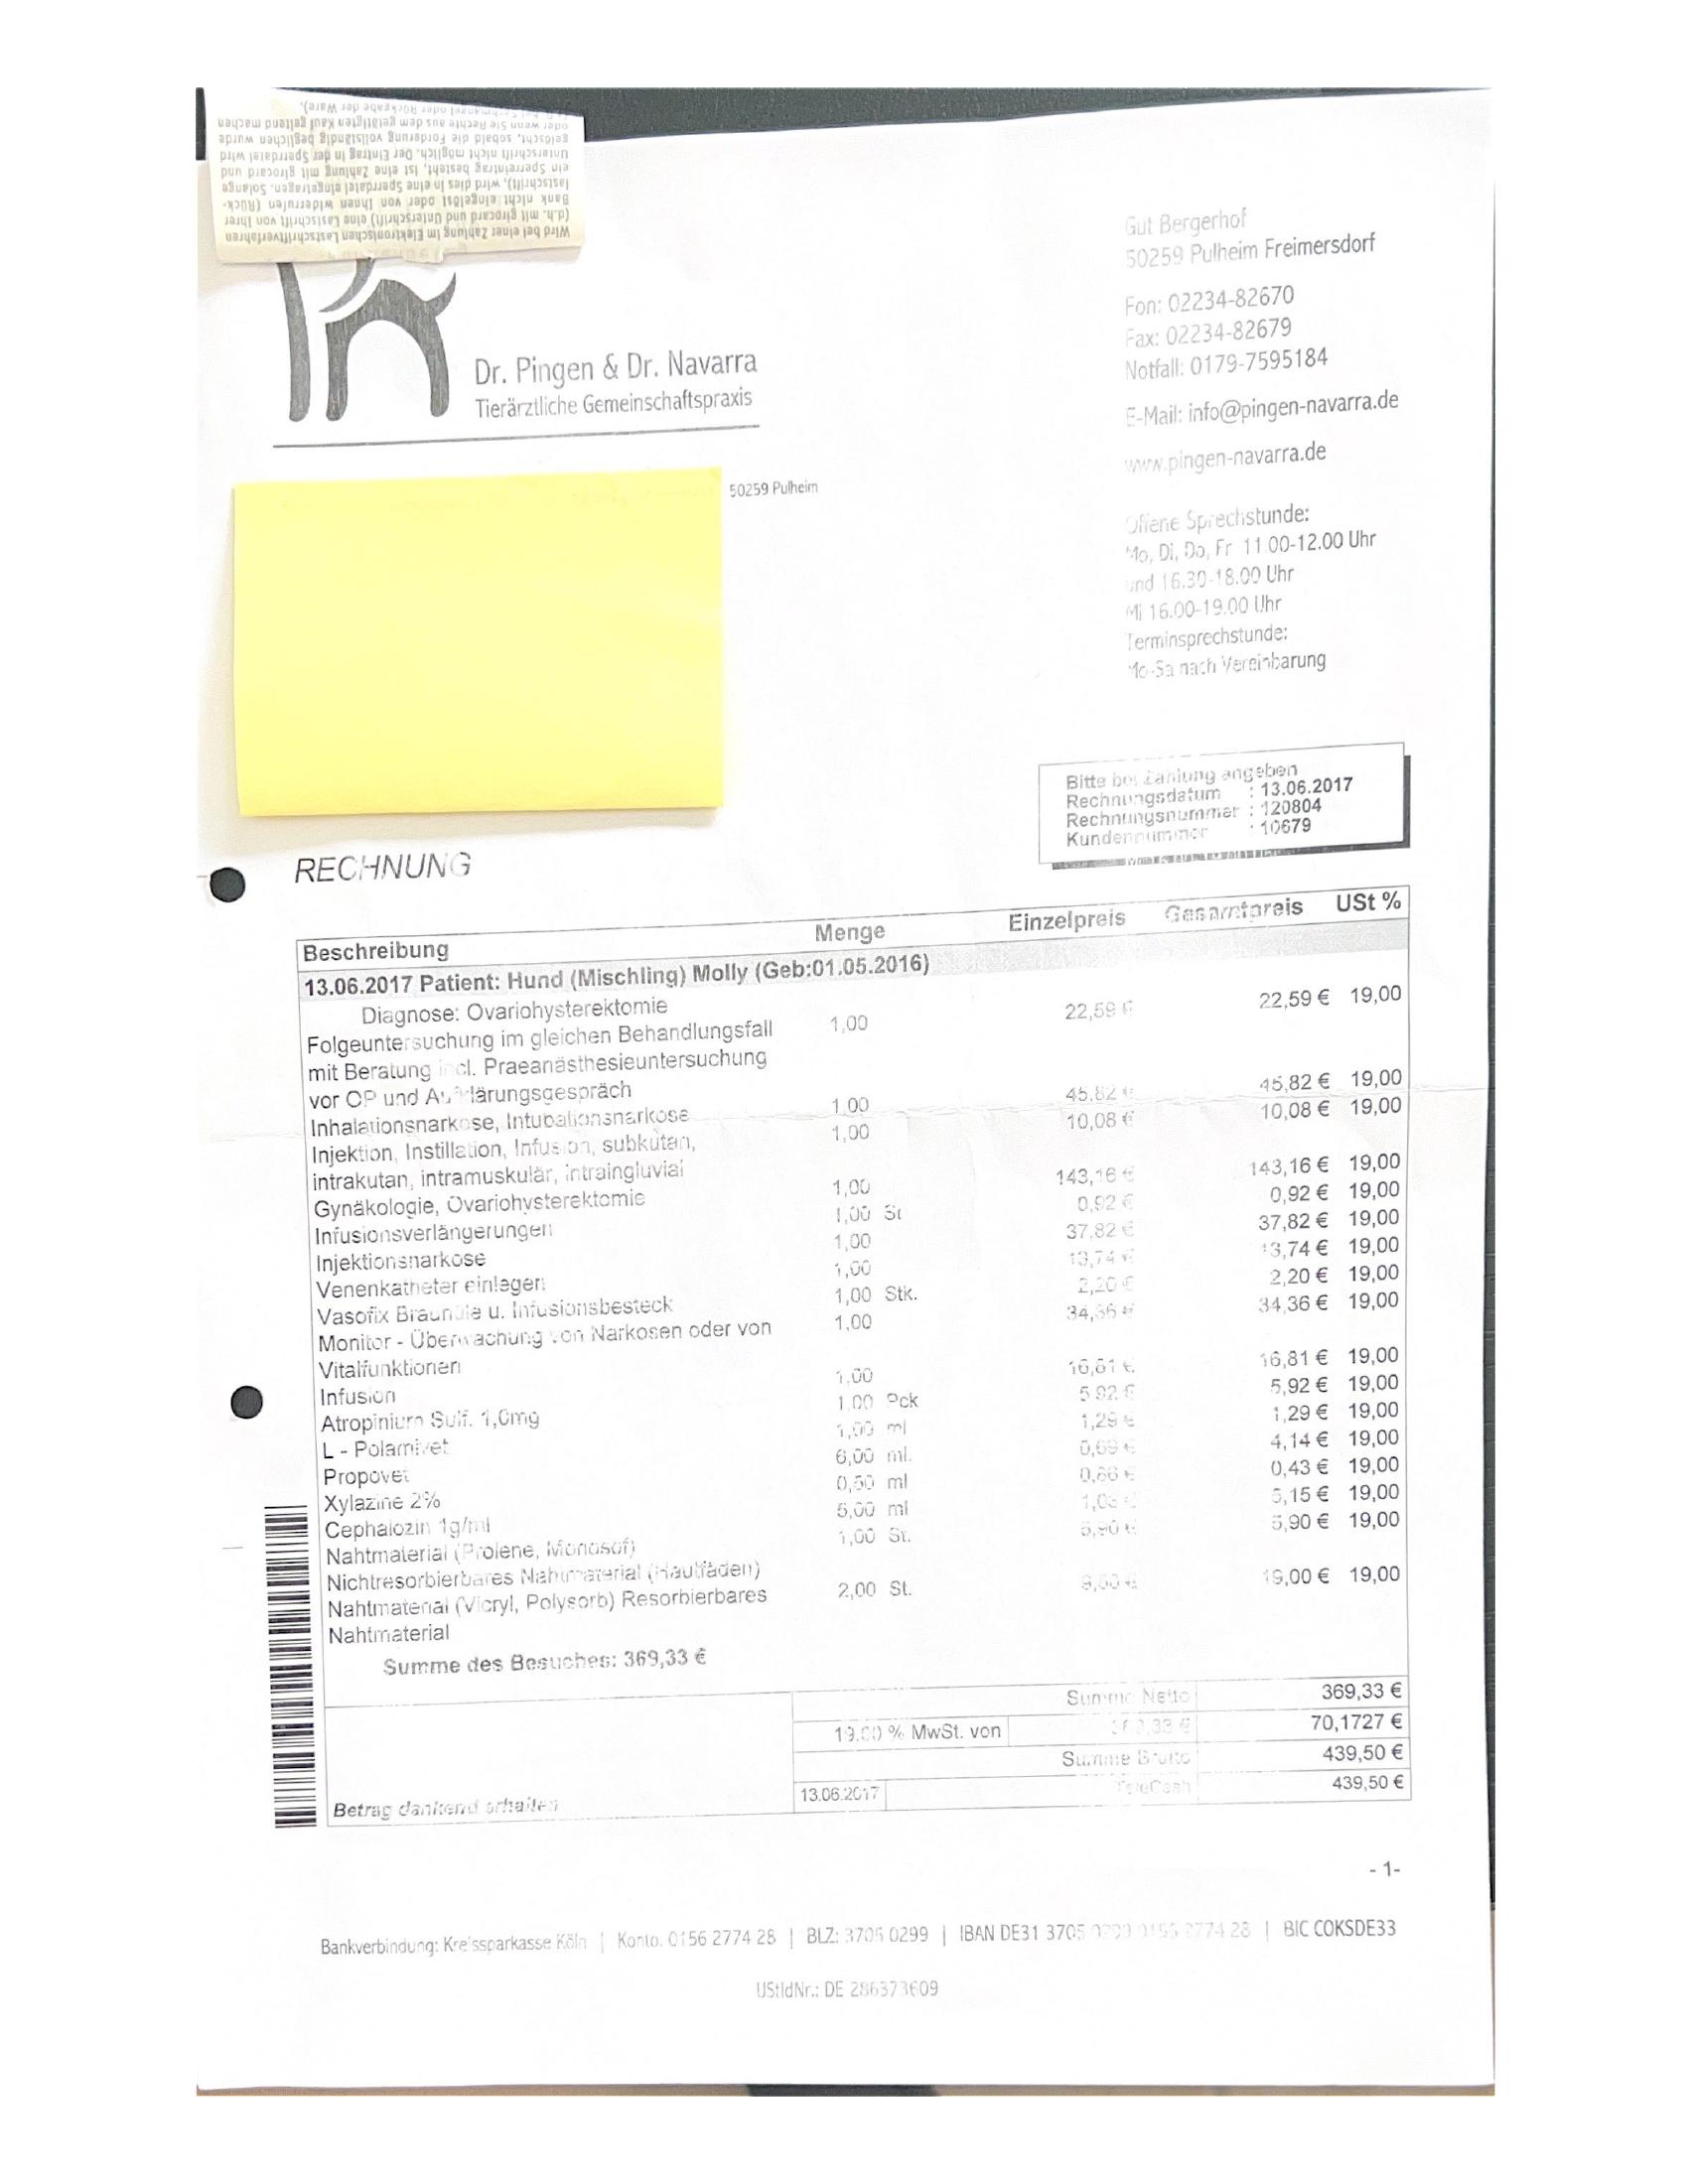 Wird bei einer Zahlung im Elektronischen Lastschriftverfahren
(d.h. mit girocard und Unterschrift) eine Lastschrift von Ihrer
Bank nicht eingelöst oder von Ihnen widerrufen (Rück-
lastschrift), wird dies in eine Sperrdatei eingetragen. Solange
ein Sperreintrag besteht, ist eine Zahlung mit girocard und
Unterschrift nicht möglich. Der Eintrag in der Sperrdatei wird
gelöscht, sobald die Forderung vollständig beglichen wurde
oder wenn Sie Rechte aus dem getätigten Kauf geltend machen
oder Rückgabe der Ware).
Dr. Pingen & Dr. Navarra
Tierärztliche Gemeinschaftspraxis
Gut Bergerhof
50259 Pulheim Freimersdorf
Fon: 02234-82670
Fax: 02234-82679
Notfall: 0179-7595184
E-Mail: info@pingen-navarra.de
www.pingen-navarra.de
Offene Sprechstunde:
Mo, Di, Do, Fr 11.00-12.00 Uhr
und 16.30-18.00 Uhr
Mi 16.00-19.00 Uhr
Terminsprechstunde:
Mo-Sa nach Vereinbarung
50259 Pulheim
Bitte bei Zahlung angeben
Rechnungsdatum : 13.06.2017
Rechnungsnummer : 120804
Kundennummer : 10679
RECHNUNG
Beschreibung Menge Einzelpreis Gesamtpreis USt %
13.06.2017 Patient: Hund (Mischling) Molly (Geb:01.05.2016)
Diagnose: Ovariohysterektomie
Folgeuntersuchung im gleichen Behandlungsfall 1,00 22,59 € 22,59 € 19,00
mit Beratung incl. Praeanästhesieuntersuchung
vor OP und Aufklärungsgespräch
Inhalationsnarkose, Intubationsnarkose 1,00 45,82 € 45,82 € 19,00
Injektion, Instillation, Infusion, subkutan, 1,00 10,08 € 10,08 € 19,00
intrakutan, intramuskulär, intraingluvial
Gynäkologie, Ovariohysterektomie 1,00 143,16 € 143,16 € 19,00
Infusionsverlängerungen 1,00 St 0,92 € 0,92 € 19,00
Injektionsnarkose 1,00 37,82 € 37,82 € 19,00
Venenkatheter einlegen 1,00 13,74 € 13,74 € 19,00
Vasofix Braunüle u. Infusionsbesteck 1,00 Stk. 2,20 € 2,20 € 19,00
Monitor - Überwachung von Narkosen oder von 1,00 34,36 € 34,36 € 19,00
Vitalfunktionen
Infusion 1,00 16,81 € 16,81 € 19,00
Atropinium Sulf. 1,0mg 1,00 Pck 5,92 € 5,92 € 19,00
L - Polamivet 1,00 ml 1,29 € 1,29 € 19,00
Propovet 6,00 ml. 0,69 € 4,14 € 19,00
Xylazine 2% 0,50 ml 0,86 € 0,43 € 19,00
Cephalozin 1g/ml 5,00 ml 1,03 € 5,15 € 19,00
Nahtmaterial (Prolene, Monosof) 1,00 St. 5,90 € 5,90 € 19,00
Nichtresorbierbares Nahtmaterial (Hautfäden)
Nahtmaterial (Vicryl, Polysorb) Resorbierbares 2,00 St. 19,00 € 19,00
Nahtmaterial
Summe des Besuches: 369,33 €
Summe Netto 369,33 €
19.00 % MwSt. von 369,33 € 70,1727 €
Summe Brutto 439,50 €
Betrag dankend erhalten 13.06.2017 TeleCash 439,50 €
- 1-
Bankverbindung: Kreissparkasse Köln | Konto. 0156 2774 28 | BLZ: 3705 0299 | IBAN DE31 3705 0299 0156 2774 28 | BIC COKSDE33
UStIdNr.: DE 286373609